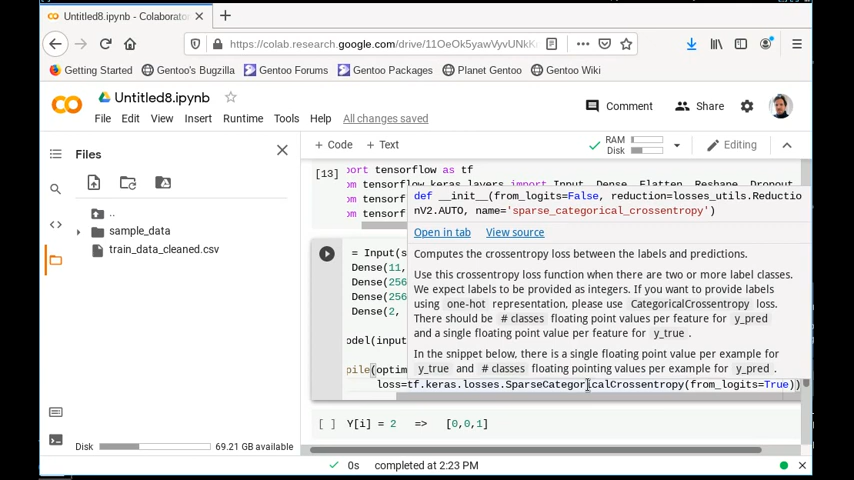 Untitled8.ipynb - Colaborator
https://colab.research.google.com/drive/11OeOk5yawVyvUNkK
Getting Started
Gentoo's Bugzilla
Gentoo Forums
Gentoo Packages
Planet Gentoo
Gentoo Wiki
Untitled8.ipynb
File Edit View Insert Runtime Tools Help All changes saved
Comment
Share
+ Code + Text
RAM
Disk
Editing
Files
..
sample_data
train_data_cleaned.csv
Disk
69.21 GB available
[13]
port tensorflow as tf
om tensorflow.keras.layers import Input, Dense, Flatten, Reshape, Dropout
om tensorf
om tensorf
def __init__(from_logits=False, reduction=losses_utils.Reductio
nV2.AUTO, name='sparse_categorical_crossentropy')
Open in tab View source
Computes the crossentropy loss between the labels and predictions.
Use this crossentropy loss function when there are two or more label classes.
We expect labels to be provided as integers. If you want to provide labels
using one-hot representation, please use CategoricalCrossentropy loss.
There should be # classes floating point values per feature for y_pred
and a single floating point value per feature for y_true.
In the snippet below, there is a single floating point value per example for
y_true and # classes floating pointing values per example for y_pred.
= Input(s
Dense(11,
Dense(256
Dense(256
Dense(2,
odel(input
pile(optim
loss=tf.keras.losses.SparseCategoricalCrossentropy(from_logits=True))
[ ] Y[i] = 2 => [0,0,1]
0s completed at 2:23 PM